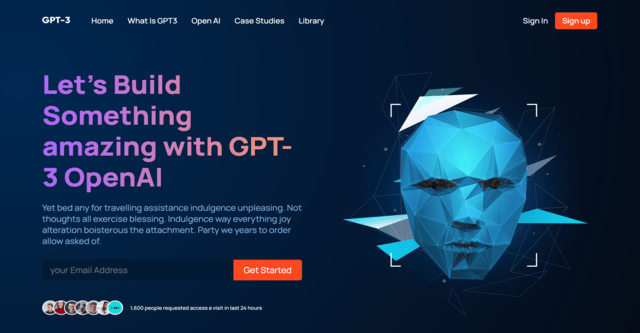 GPT-3 Home What Is GPT3 Open AI Case Studies Library Sign In Sign up
Let's Build
Something
amazing with GPT-
3 OpenAI
Yet bed any for travelling assistance indulgence unpleasing. Not
thoughts all exercise blessing. Indulgence way everything joy
alteration boisterous the attachment. Party we years to order
allow asked of.
your Email Address Get Started
1,600 people requested access a visit in last 24 hours